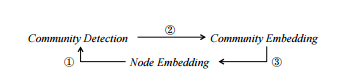 ②
Community Detection Community Embedding
① Node Embedding ③